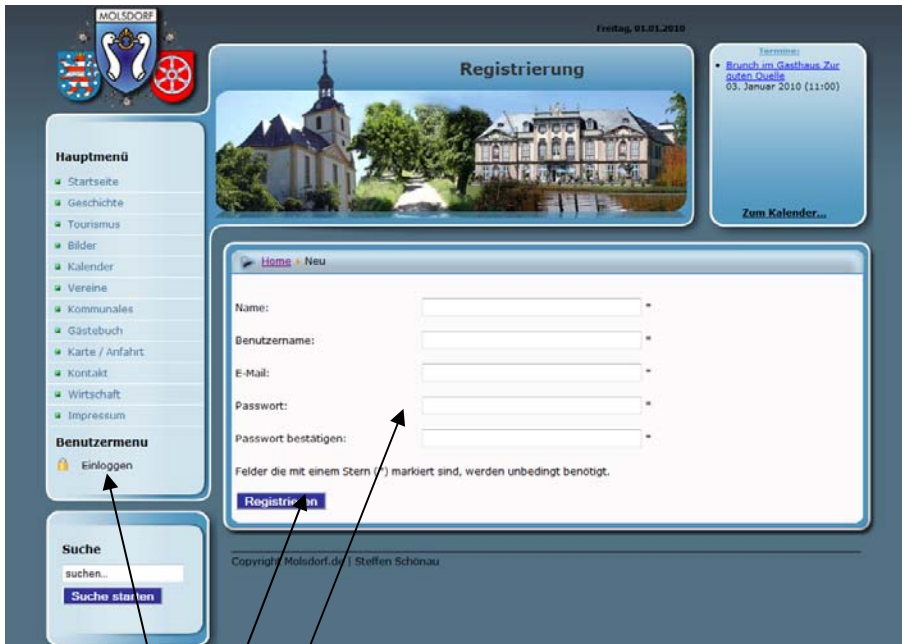 MOLSDORF
Freitag, 01.01.2010
Registrierung
Termine:
Brunch im Gasthaus Zur
guten Quelle
03. Januar 2010 (11:00)
Zum Kalender...
Hauptmenü
Startseite
Geschichte
Tourismus
Bilder
Kalender
Vereine
Kommunales
Gästebuch
Karte / Anfahrt
Kontakt
Wirtschaft
Impressum
Benutzermenu
Einloggen
Suche
suchen...
Suche starten
Home Neu
Name: *
Benutzername: *
E-Mail: *
Passwort: *
Passwort bestätigen: *
Felder die mit einem Stern (*) markiert sind, werden unbedingt benötigt.
Registrieren
Copyright Molsdorf.de | Steffen Schönau